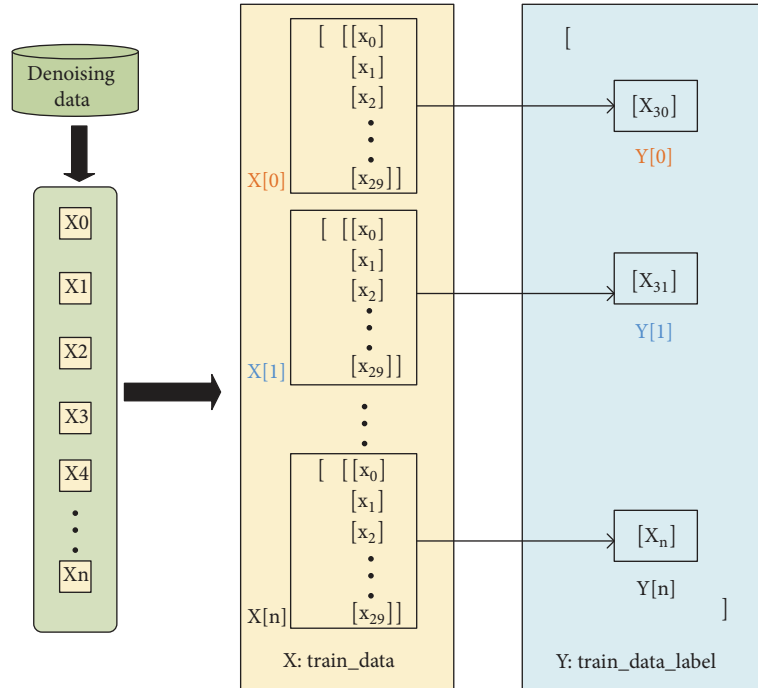 Denoising
data
X0
X1
X2
X3
X4
Xn
[ [[x₀]
[x₁]
[x₂]
[x₂₉]]
X[0]
[ [[x₀]
[x₁]
[x₂]
[x₂₉]]
X[1]
[ [[x₀]
[x₁]
[x₂]
[x₂₉]]
X[n]
X: train_data
[
[X₃₀]
Y[0]
[X₃₁]
Y[1]
[Xₙ]
Y[n]
]
Y: train_data_label